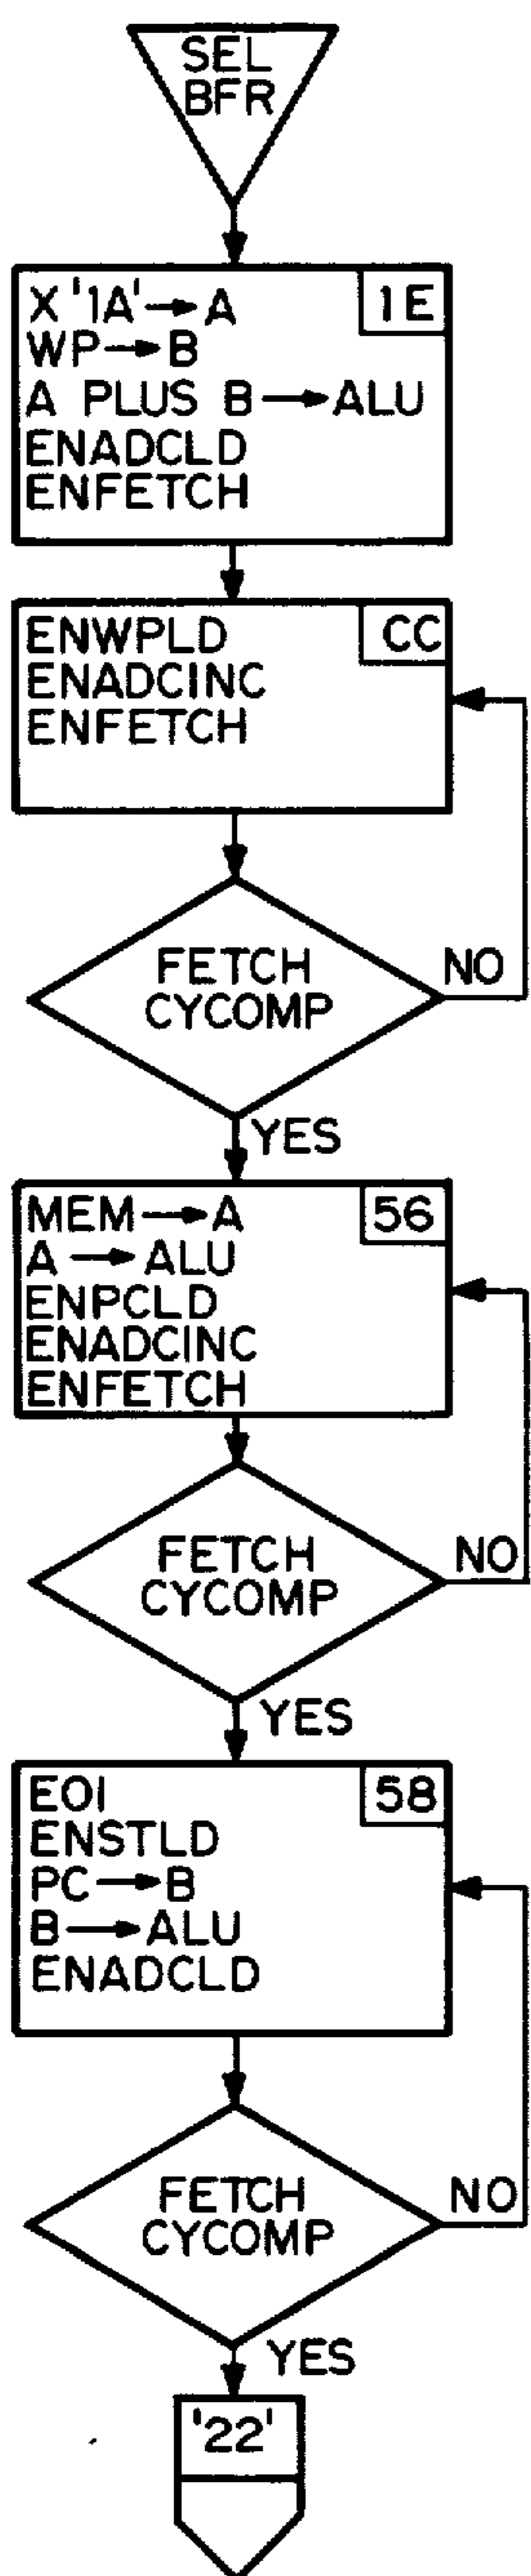 SEL
BFR
1E
X'1A'→A
WP→B
A PLUS B→ALU
ENADCLD
ENFETCH
CC
ENWPLD
ENADCINC
ENFETCH
FETCH
CYCOMP
NO
YES
56
MEM→A
A→ALU
ENPCLD
ENADCINC
ENFETCH
FETCH
CYCOMP
NO
YES
58
EOI
ENSTLD
PC→B
B→ALU
ENADCLD
FETCH
CYCOMP
NO
YES
'22'